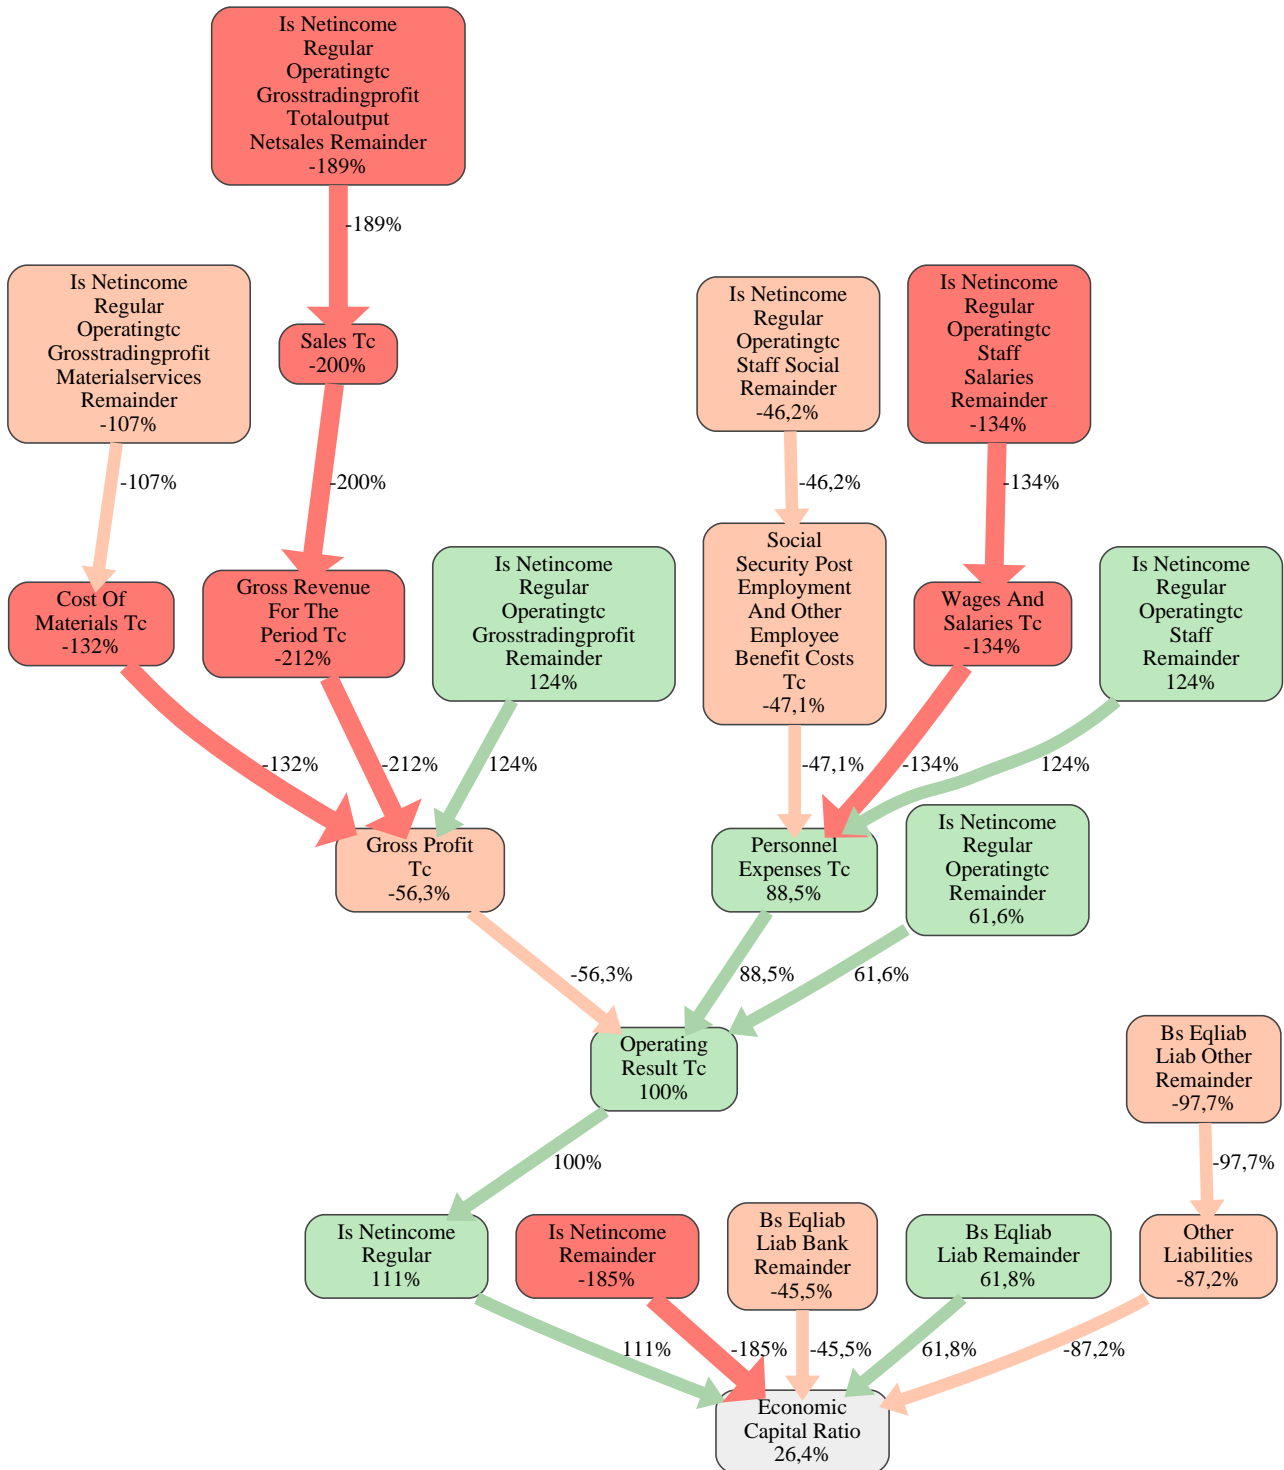 Is Netincome
Regular
Operatingtc
Grosstradingprofit
Totaloutput
Netsales Remainder
-189%
-189%
Is Netincome
Regular
Operatingtc
Grosstradingprofit
Materialservices
Remainder
-107%
Sales Tc
-200%
Is Netincome
Regular
Operatingtc
Staff Social
Remainder
-46,2%
Is Netincome
Regular
Operatingtc
Staff
Salaries
Remainder
-134%
-107%
-200%
-46,2%
-134%
Cost Of
Materials Tc
-132%
Gross Revenue
For The
Period Tc
-212%
Is Netincome
Regular
Operatingtc
Grosstradingprofit
Remainder
124%
Social
Security Post
Employment
And Other
Employee
Benefit Costs
Tc
-47,1%
Wages And
Salaries Tc
-134%
Is Netincome
Regular
Operatingtc
Staff
Remainder
124%
-132%
-212%
124%
-47,1%
-134%
124%
Gross Profit
Tc
-56,3%
Personnel
Expenses Tc
88,5%
Is Netincome
Regular
Operatingtc
Remainder
61,6%
-56,3%
88,5%
61,6%
Operating
Result Tc
100%
Bs Eqliab
Liab Other
Remainder
-97,7%
100%
-97,7%
Is Netincome
Regular
111%
Is Netincome
Remainder
-185%
Bs Eqliab
Liab Bank
Remainder
-45,5%
Bs Eqliab
Liab Remainder
61,8%
Other
Liabilities
-87,2%
111%
-185%
-45,5%
61,8%
-87,2%
Economic
Capital Ratio
26,4%